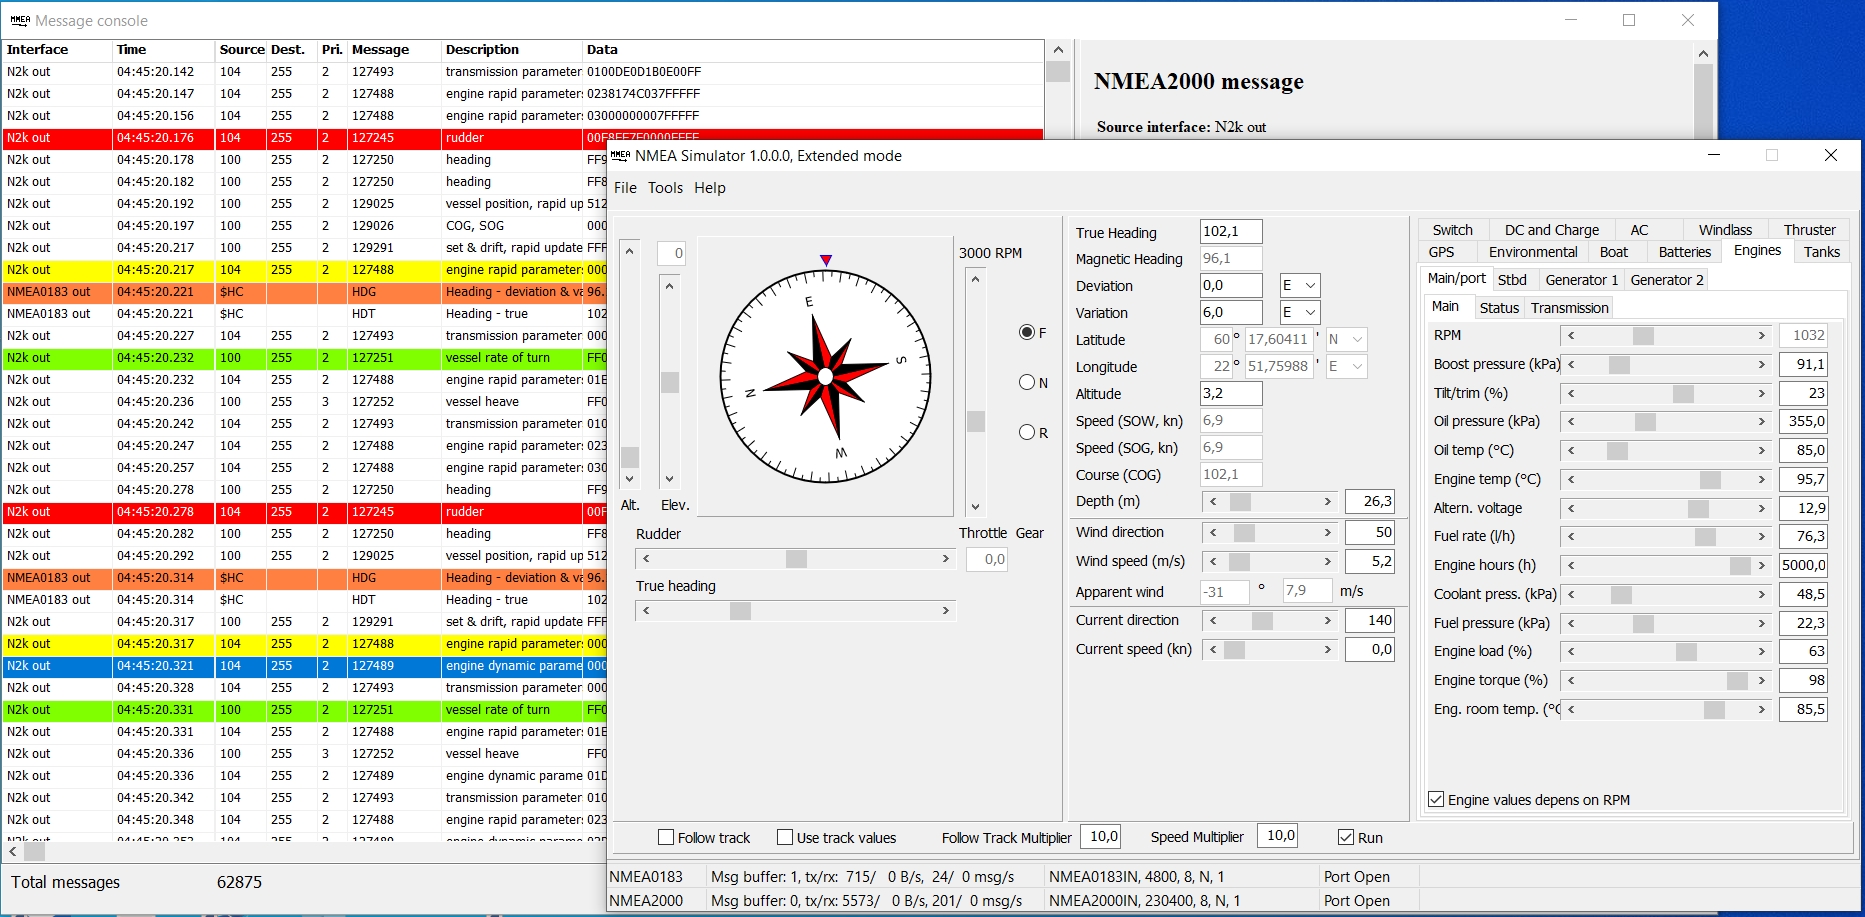 Message console
Interface Time Source Dest. Pri. Message Description Data
N2k out 04:45:20.142 104 255 2 127493 transmission parameter 0100DE0D1B0E00FF
N2k out 04:45:20.147 104 255 2 127488 engine rapid parameter 0238174C037FFFFF
N2k out 04:45:20.156 104 255 2 127488 engine rapid parameter 03000000007FFFFF
N2k out 04:45:20.176 104 255 2 127245 rudder 00F8FF7F0000FFFF
N2k out 04:45:20.178 100 255 2 127250 heading FF9
N2k out 04:45:20.182 100 255 2 127250 heading FF8
N2k out 04:45:20.192 100 255 2 129025 vessel position, rapid up 512
N2k out 04:45:20.197 100 255 2 129026 COG, SOG 000
N2k out 04:45:20.217 100 255 2 129291 set & drift, rapid update FFF
N2k out 04:45:20.217 104 255 2 127488 engine rapid parameter 000
NMEA0183 out 04:45:20.221 $HC HDG Heading - deviation & va 96.
NMEA0183 out 04:45:20.221 $HC HDT Heading - true 102
N2k out 04:45:20.227 104 255 2 127493 transmission parameter 000
N2k out 04:45:20.232 100 255 2 127251 vessel rate of turn FF0
N2k out 04:45:20.232 104 255 2 127488 engine rapid parameter 01E
N2k out 04:45:20.236 100 255 3 127252 vessel heave FF0
N2k out 04:45:20.242 104 255 2 127493 transmission parameter 010
N2k out 04:45:20.247 104 255 2 127488 engine rapid parameter 023
N2k out 04:45:20.257 104 255 2 127488 engine rapid parameter 030
N2k out 04:45:20.278 100 255 2 127250 heading FF9
N2k out 04:45:20.278 104 255 2 127245 rudder 00F
N2k out 04:45:20.282 100 255 2 127250 heading FF8
N2k out 04:45:20.292 100 255 2 129025 vessel position, rapid up 512
NMEA0183 out 04:45:20.314 $HC HDG Heading - deviation & va 96.
NMEA0183 out 04:45:20.314 $HC HDT Heading - true 102
N2k out 04:45:20.317 100 255 2 129291 set & drift, rapid update FFF
N2k out 04:45:20.317 104 255 2 127488 engine rapid parameter 000
N2k out 04:45:20.321 104 255 2 127489 engine dynamic parame 000
N2k out 04:45:20.328 104 255 2 127493 transmission parameter 000
N2k out 04:45:20.331 100 255 2 127251 vessel rate of turn FF0
N2k out 04:45:20.331 104 255 2 127488 engine rapid parameter 01E
N2k out 04:45:20.336 100 255 3 127252 vessel heave FF0
N2k out 04:45:20.336 104 255 2 127489 engine dynamic parame 01D
N2k out 04:45:20.342 104 255 2 127493 transmission parameter 010
N2k out 04:45:20.348 104 255 2 127488 engine rapid parameter 023
Total messages 62875
NMEA2000 message
Source interface: N2k out
NMEA Simulator 1.0.0.0, Extended mode
File Tools Help
0
3000 RPM
E
S
N
W
F
N
R
Alt. Elev.
Rudder
Throttle Gear
0,0
True heading
True Heading 102,1
Magnetic Heading 96,1
Deviation 0,0 E
Variation 6,0 E
Latitude 60 ° 17,60411 ' N
Longitude 22 ° 51,75988 ' E
Altitude 3,2
Speed (SOW, kn) 6,9
Speed (SOG, kn) 6,9
Course (COG) 102,1
Depth (m) 26,3
Wind direction 50
Wind speed (m/s) 5,2
Apparent wind -31 ° 7,9 m/s
Current direction 140
Current speed (kn) 0,0
Switch DC and Charge AC Windlass Thruster
GPS Environmental Boat Batteries Engines Tanks
Main/port Stbd Generator 1 Generator 2
Main Status Transmission
RPM 1032
Boost pressure (kPa) 91,1
Tilt/trim (%) 23
Oil pressure (kPa) 355,0
Oil temp (°C) 85,0
Engine temp (°C) 95,7
Altern. voltage 12,9
Fuel rate (l/h) 76,3
Engine hours (h) 5000,0
Coolant press. (kPa) 48,5
Fuel pressure (kPa) 22,3
Engine load (%) 63
Engine torque (%) 98
Eng. room temp. (°C 85,5
Engine values depens on RPM
Follow track Use track values Follow Track Multiplier 10,0 Speed Multiplier 10,0 Run
NMEA0183 Msg buffer: 1, tx/rx: 715/ 0 B/s, 24/ 0 msg/s NMEA0183IN, 4800, 8, N, 1 Port Open
NMEA2000 Msg buffer: 0, tx/rx: 5573/ 0 B/s, 201/ 0 msg/s NMEA2000IN, 230400, 8, N, 1 Port Open